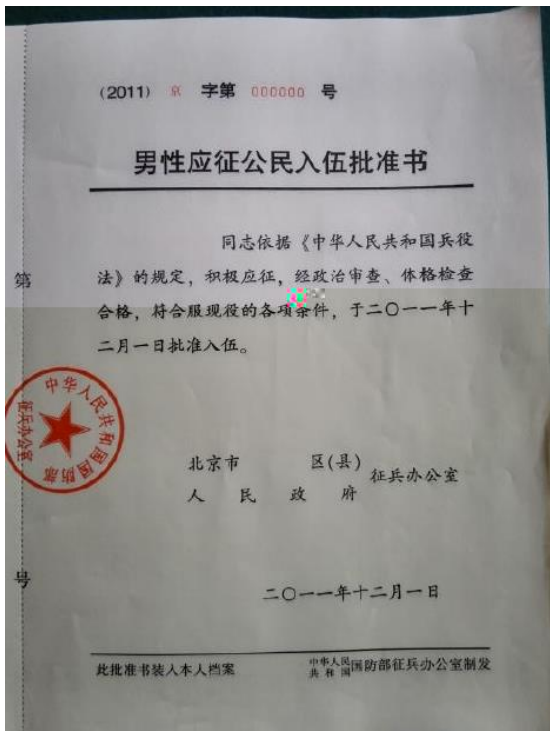 (2011) 京 字第 000000 号
男性应征公民入伍批准书
同志依据《中华人民共和国兵役
法》的规定，积极应征，经政治审查、体格检查
合格，符合服现役的各项条件，于二〇一一年十
二月一日批准入伍。
第
中华人民共和国国防部
征兵办公室
北京市 区(县) 征兵办公室
人民政府
号
二〇一一年十二月一日
此批准书装入本人档案
中华人民共和国国防部征兵办公室制发